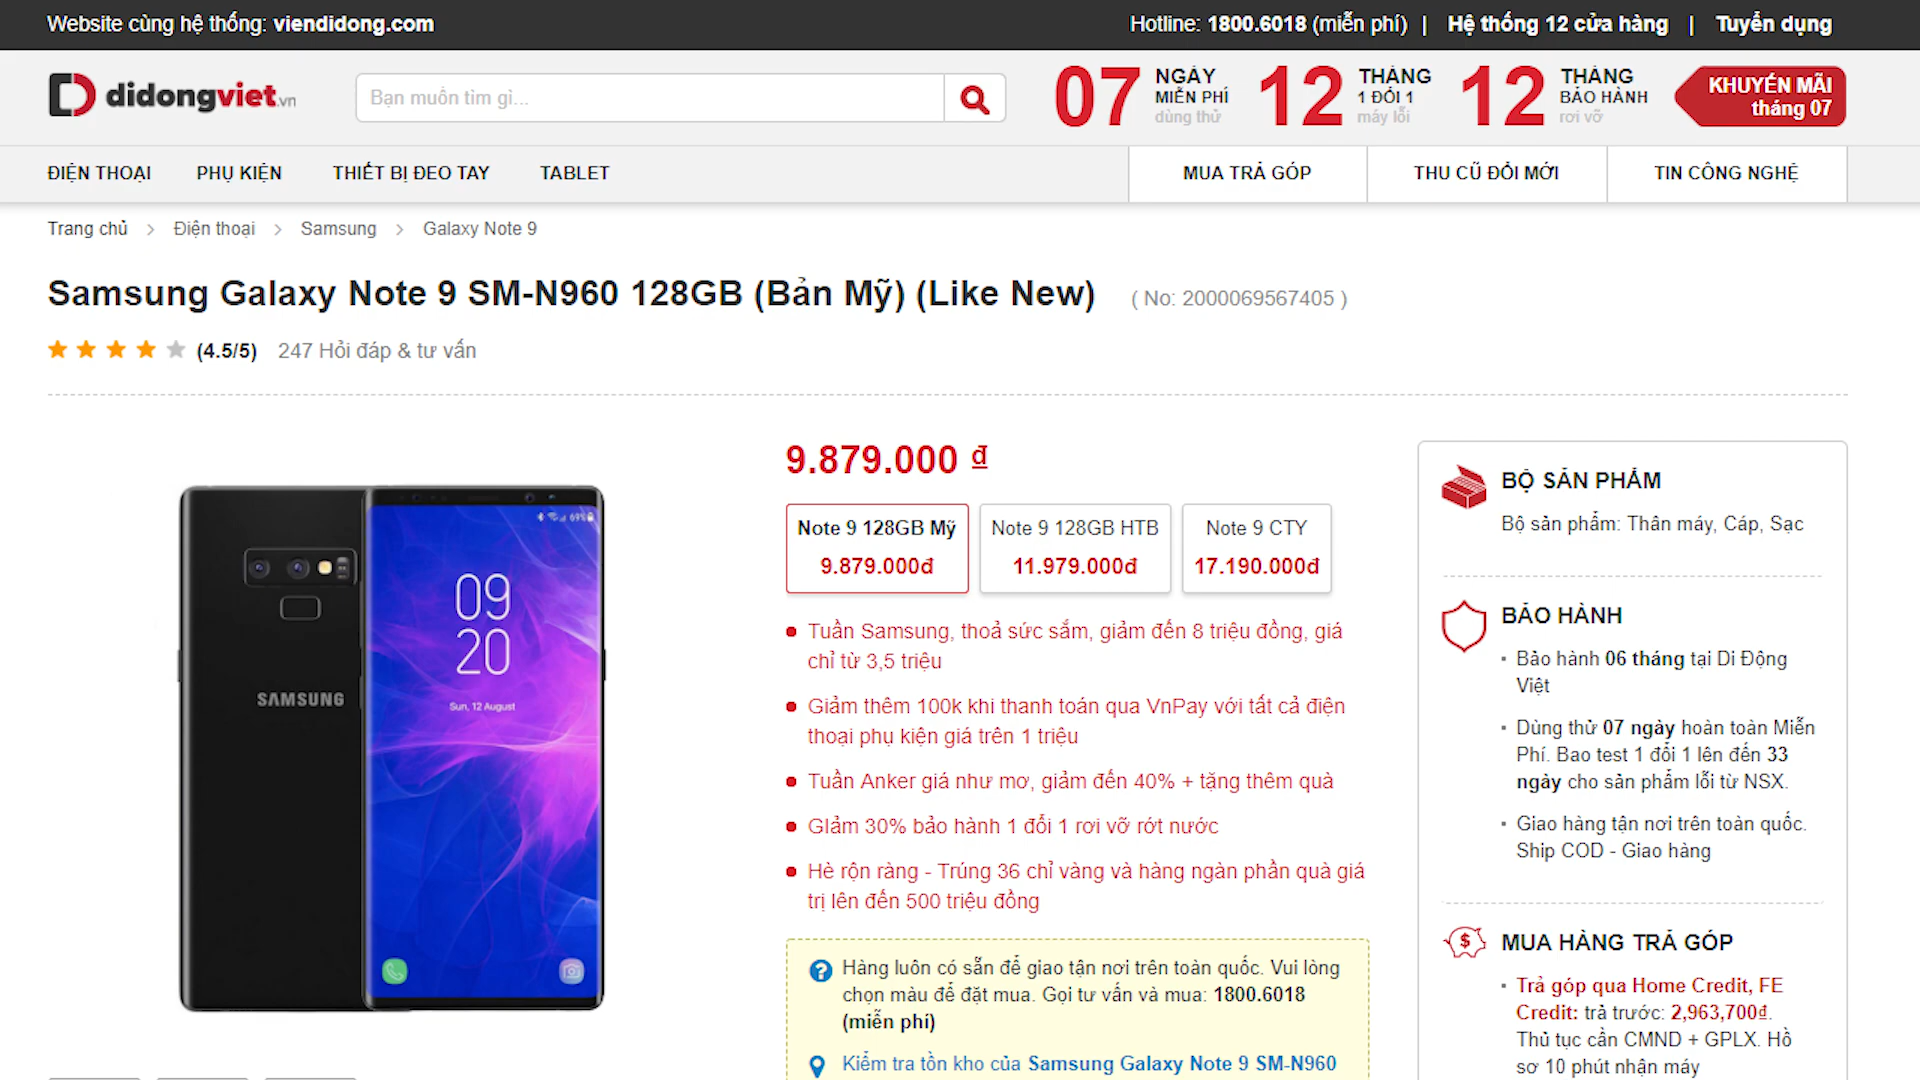 Website cùng hệ thống: viendidong.com
Hotline: 1800.6018 (miễn phí) | Hệ thống 12 cửa hàng | Tuyển dụng
didongviet.vn
Bạn muốn tìm gì...
07 NGÀY MIỄN PHÍ dùng thử
12 THÁNG 1 ĐỔI 1 máy lỗi
12 THÁNG BẢO HÀNH rơi vỡ
KHUYẾN MÃI
tháng 07
ĐIỆN THOẠI PHỤ KIỆN THIẾT BỊ ĐEO TAY TABLET MUA TRẢ GÓP THU CŨ ĐỔI MỚI TIN CÔNG NGHỆ
Trang chủ > Điện thoại > Samsung > Galaxy Note 9
Samsung Galaxy Note 9 SM-N960 128GB (Bản Mỹ) (Like New) ( No: 2000069567405 )
(4.5/5) 247 Hỏi đáp & tư vấn
69%
09
20
Sun, 12 August
SAMSUNG
9.879.000 ₫
Note 9 128GB Mỹ
9.879.000đ
Note 9 128GB HTB
11.979.000đ
Note 9 CTY
17.190.000đ
Tuần Samsung, thoả sức sắm, giảm đến 8 triệu đồng, giá
chỉ từ 3,5 triệu
Giảm thêm 100k khi thanh toán qua VnPay với tất cả điện
thoại phụ kiện giá trên 1 triệu
Tuần Anker giá như mơ, giảm đến 40% + tặng thêm quà
GIảm 30% bảo hành 1 đổi 1 rơi vỡ rớt nước
Hè rộn ràng - Trúng 36 chỉ vàng và hàng ngàn phần quà giá
trị lên đến 500 triệu đồng
Hàng luôn có sẵn để giao tận nơi trên toàn quốc. Vui lòng
chọn màu để đặt mua. Gọi tư vấn và mua: 1800.6018
(miễn phí)
Kiểm tra tồn kho của Samsung Galaxy Note 9 SM-N960
BỘ SẢN PHẨM
Bộ sản phẩm: Thân máy, Cáp, Sạc
BẢO HÀNH
Bảo hành 06 tháng tại Di Động
Việt
Dùng thử 07 ngày hoàn toàn Miễn
Phí. Bao test 1 đổi 1 lên đến 33
ngày cho sản phẩm lỗi từ NSX.
Giao hàng tận nơi trên toàn quốc.
Ship COD - Giao hàng
MUA HÀNG TRẢ GÓP
Trả góp qua Home Credit, FE
Credit: trả trước: 2,963,700₫.
Thủ tục cần CMND + GPLX. Hồ
sơ 10 phút nhận máy